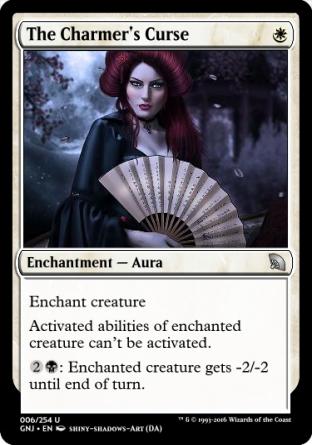 The Charmer's Curse
Enchantment — Aura
Enchant creature
Activated abilities of enchanted
creature can't be activated.
2: Enchanted creature gets -2/-2
until end of turn.
006/254 U
GNJ • EN shiny-shadows-Art (DA)
™ & © 1993-2016 Wizards of the Coast